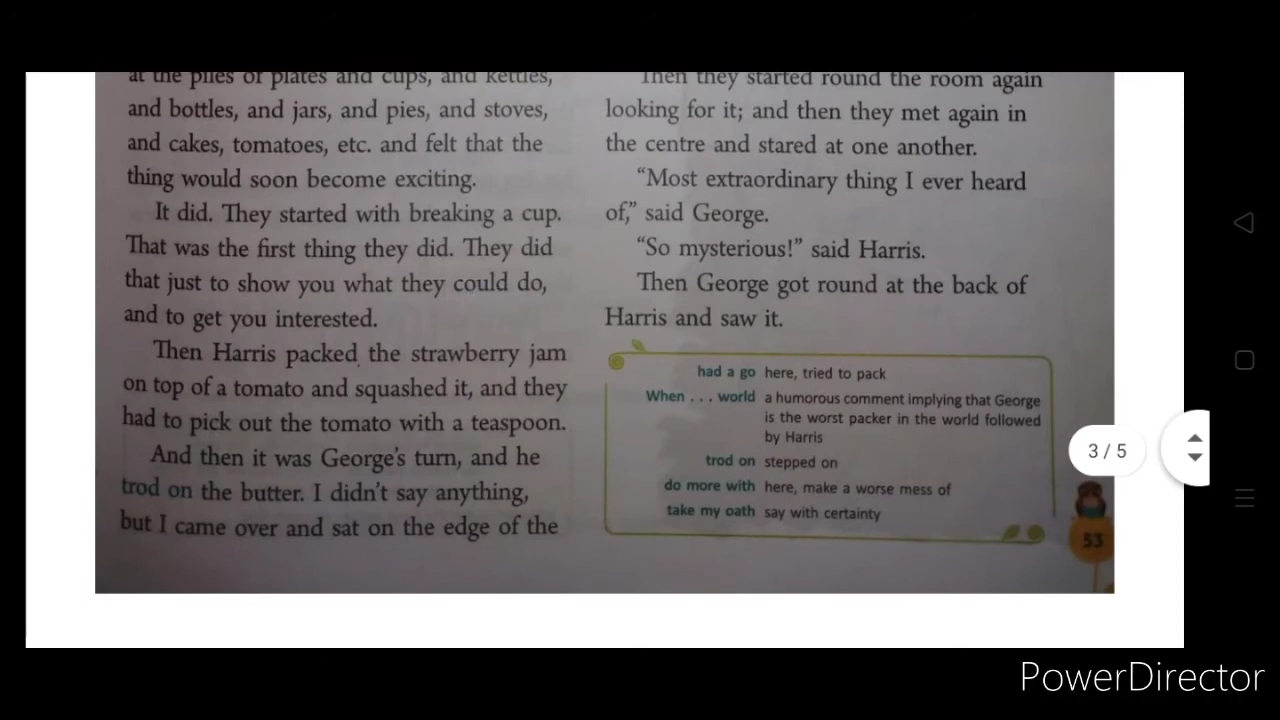 at the piles of plates and cups, and kettles,
and bottles, and jars, and pies, and stoves,
and cakes, tomatoes, etc. and felt that the
thing would soon become exciting.
It did. They started with breaking a cup.
That was the first thing they did. They did
that just to show you what they could do,
and to get you interested.
Then Harris packed the strawberry jam
on top of a tomato and squashed it, and they
had to pick out the tomato with a teaspoon.
And then it was George's turn, and he
trod on the butter. I didn't say anything,
but I came over and sat on the edge of the
Then they started round the room again
looking for it; and then they met again in
the centre and stared at one another.
“Most extraordinary thing I ever heard
of,” said George.
“So mysterious!” said Harris.
Then George got round at the back of
Harris and saw it.
had a go here, tried to pack
When . . . world a humorous comment implying that George
is the worst packer in the world followed
by Harris
trod on stepped on
do more with here, make a worse mess of
take my oath say with certainty
3 / 5
53
PowerDirector